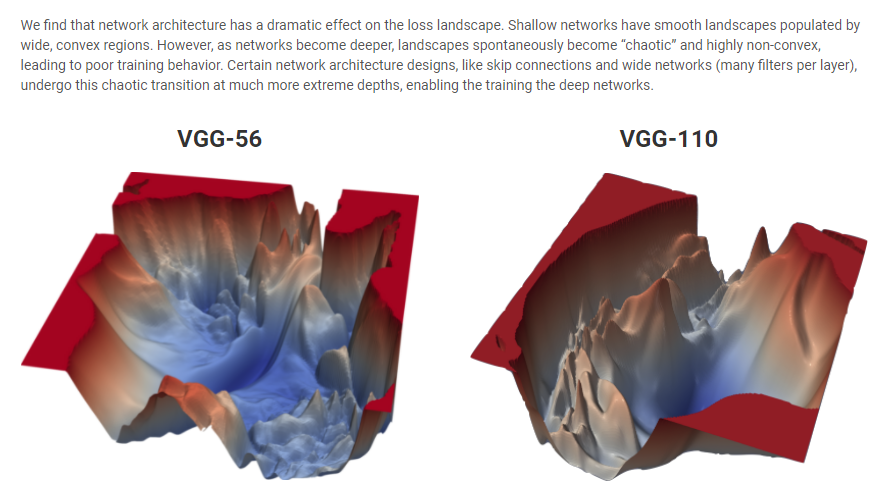 We find that network architecture has a dramatic effect on the loss landscape. Shallow networks have smooth landscapes populated by
wide, convex regions. However, as networks become deeper, landscapes spontaneously become “chaotic” and highly non-convex,
leading to poor training behavior. Certain network architecture designs, like skip connections and wide networks (many filters per layer),
undergo this chaotic transition at much more extreme depths, enabling the training the deep networks.
VGG-56
VGG-110